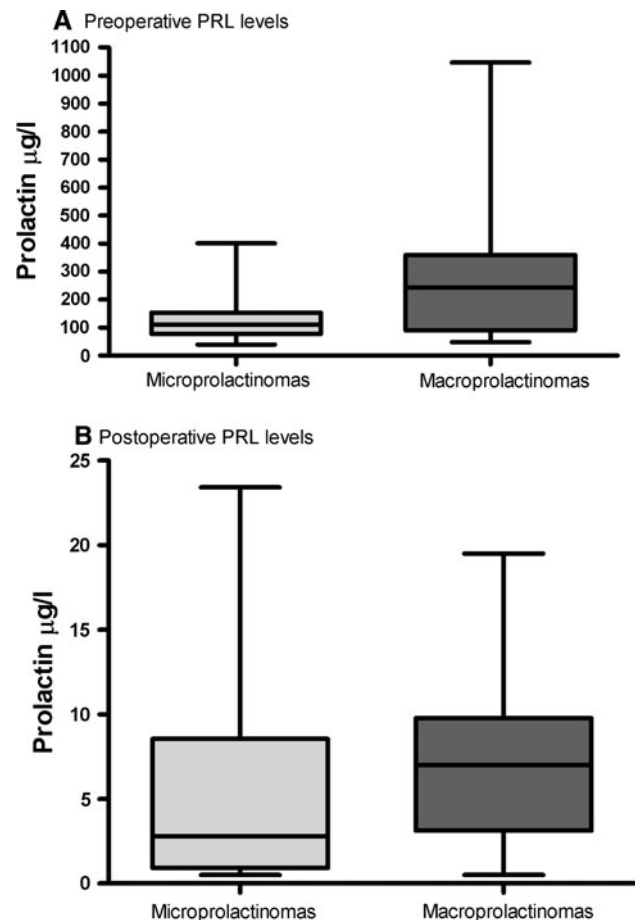 A Preoperative PRL levels
1100
1000
900
800
700
600
500
400
300
200
100
0
Prolactin µg/l
Microprolactinomas
Macroprolactinomas
B Postoperative PRL levels
25
20
15
10
5
0
Prolactin µg/l
Microprolactinomas
Macroprolactinomas